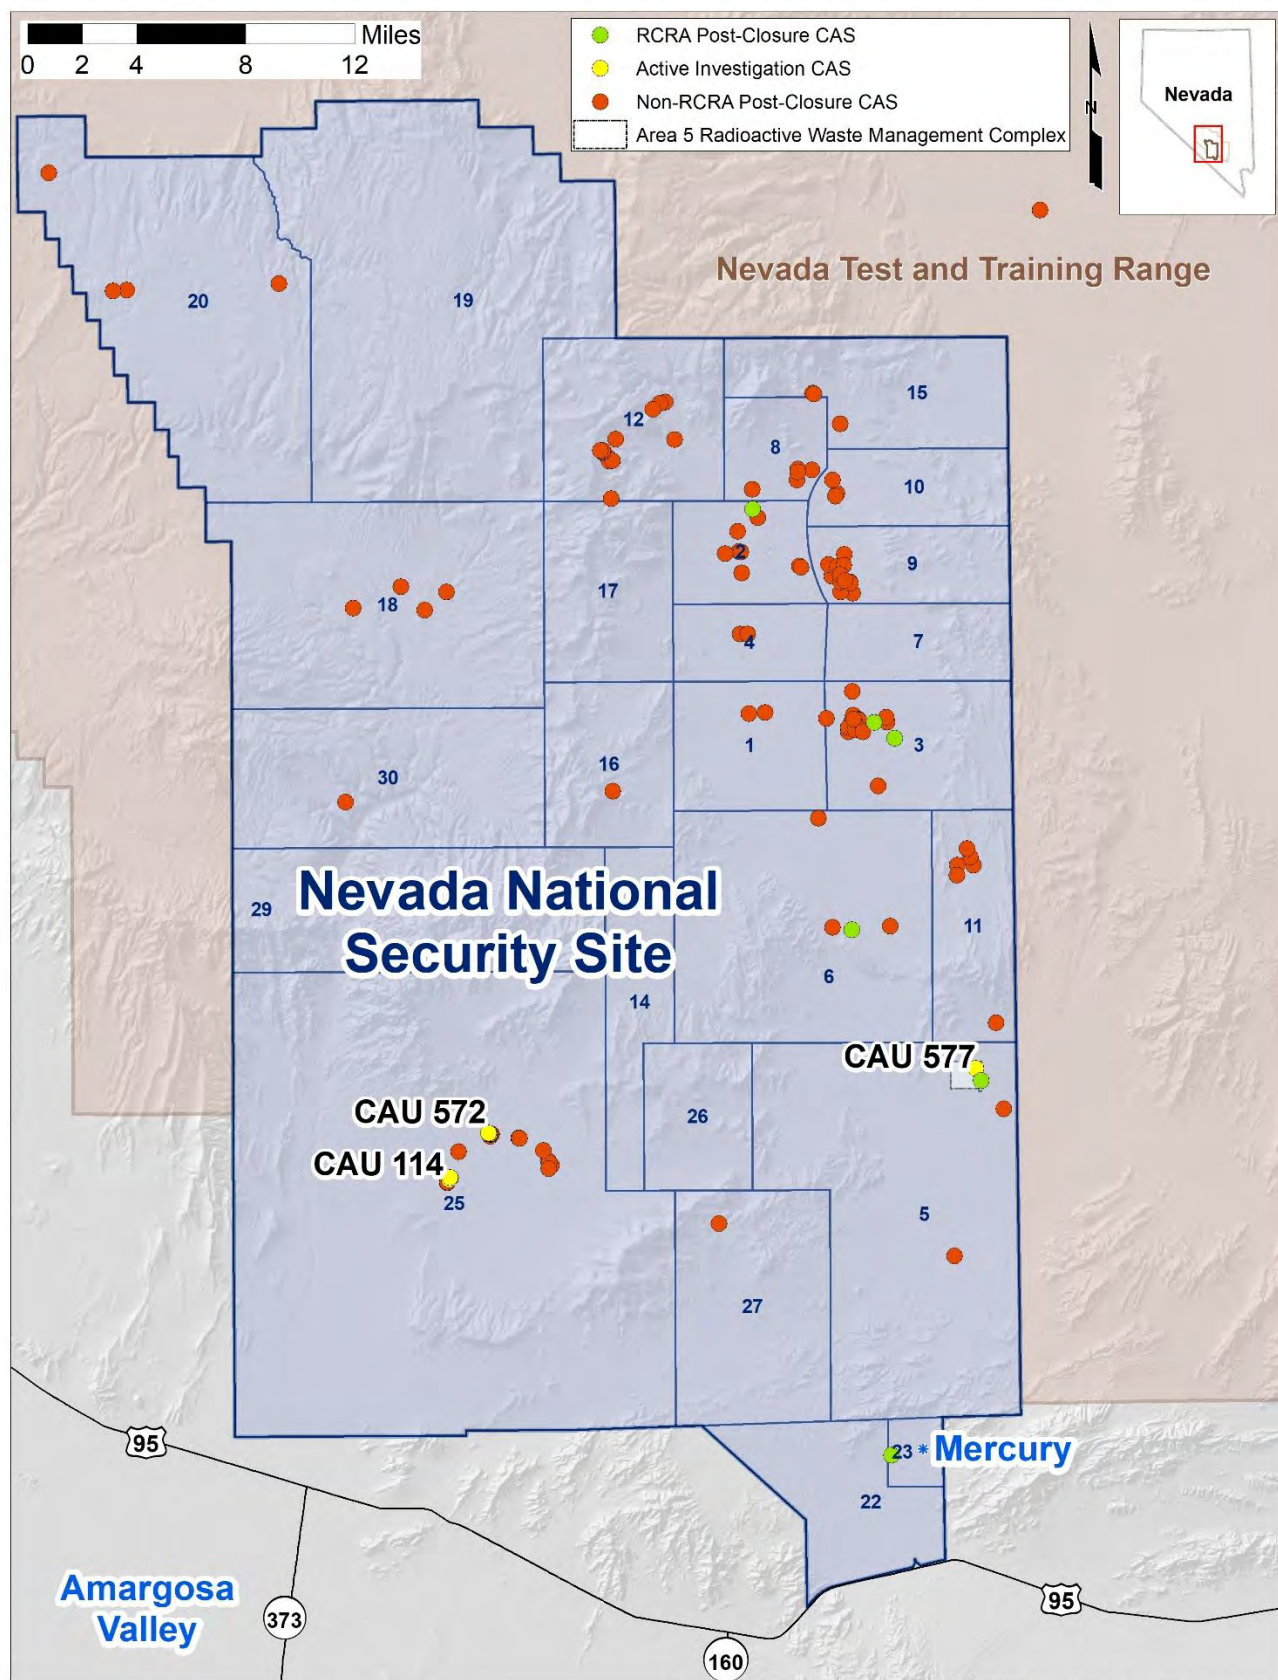 Miles
0 2 4 8 12
RCRA Post-Closure CAS
Active Investigation CAS
Non-RCRA Post-Closure CAS
Area 5 Radioactive Waste Management Complex
N
Nevada
Nevada Test and Training Range
20
19
15
12
8
10
2
9
17
18
4
7
1
3
16
30
29
Nevada National
Security Site
11
6
14
CAU 577
CAU 572
26
CAU 114
25
5
27
23
Mercury
22
95
Amargosa
Valley
373
95
160